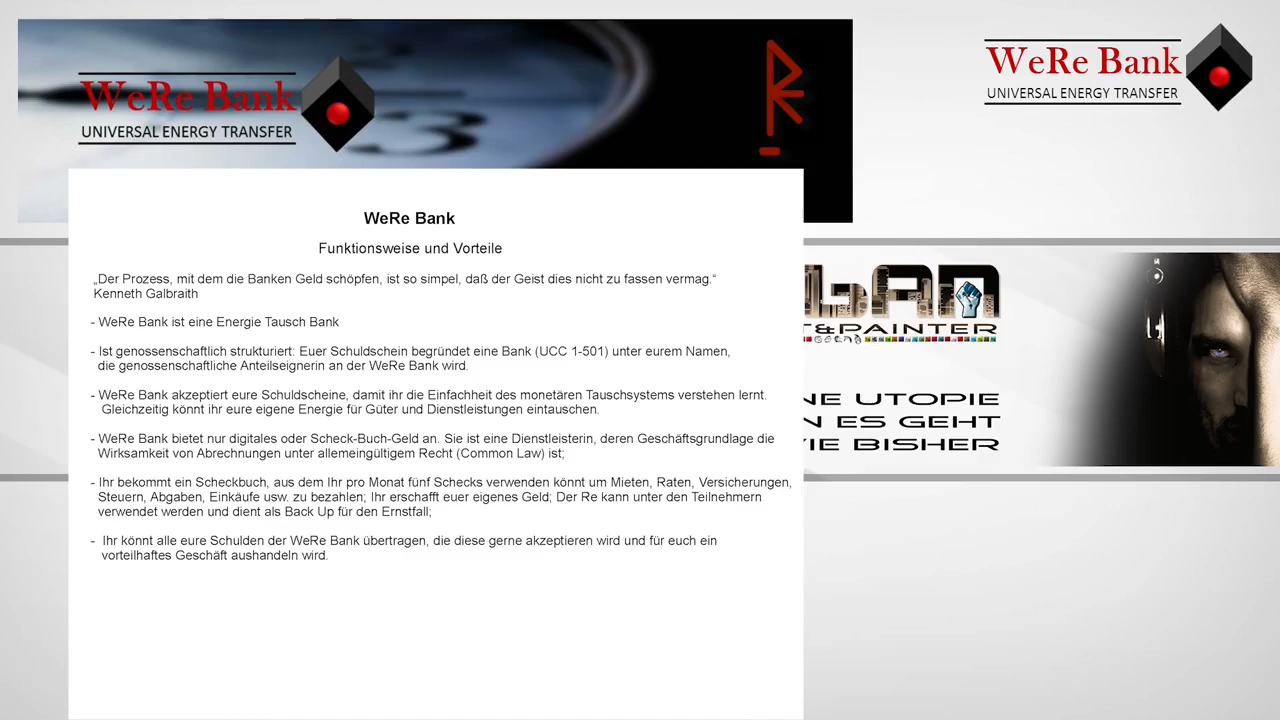 WeRe Bank
UNIVERSAL ENERGY TRANSFER
3
WeRe Bank
UNIVERSAL ENERGY TRANSFER
WeRe Bank
Funktionsweise und Vorteile
„Der Prozess, mit dem die Banken Geld schöpfen, ist so simpel, daß der Geist dies nicht zu fassen vermag.“
Kenneth Galbraith
- WeRe Bank ist eine Energie Tausch Bank
- Ist genossenschaftlich strukturiert: Euer Schuldschein begründet eine Bank (UCC 1-501) unter eurem Namen,
die genossenschaftliche Anteilseignerin an der WeRe Bank wird.
- WeRe Bank akzeptiert eure Schuldscheine, damit ihr die Einfachheit des monetären Tauschsystems verstehen lernt.
Gleichzeitig könnt ihr eure eigene Energie für Güter und Dienstleistungen eintauschen.
- WeRe Bank bietet nur digitales oder Scheck-Buch-Geld an. Sie ist eine Dienstleisterin, deren Geschäftsgrundlage die
Wirksamkeit von Abrechnungen unter allemeingültigem Recht (Common Law) ist;
- Ihr bekommt ein Scheckbuch, aus dem Ihr pro Monat fünf Schecks verwenden könnt um Mieten, Raten, Versicherungen,
Steuern, Abgaben, Einkäufe usw. zu bezahlen; Ihr erschafft euer eigenes Geld; Der Re kann unter den Teilnehmern
verwendet werden und dient als Back Up für den Ernstfall;
- Ihr könnt alle eure Schulden der WeRe Bank übertragen, die diese gerne akzeptieren wird und für euch ein
vorteilhaftes Geschäft aushandeln wird.
T&PAINTER
NE UTOPIE
N ES GEHT
IE BISHER